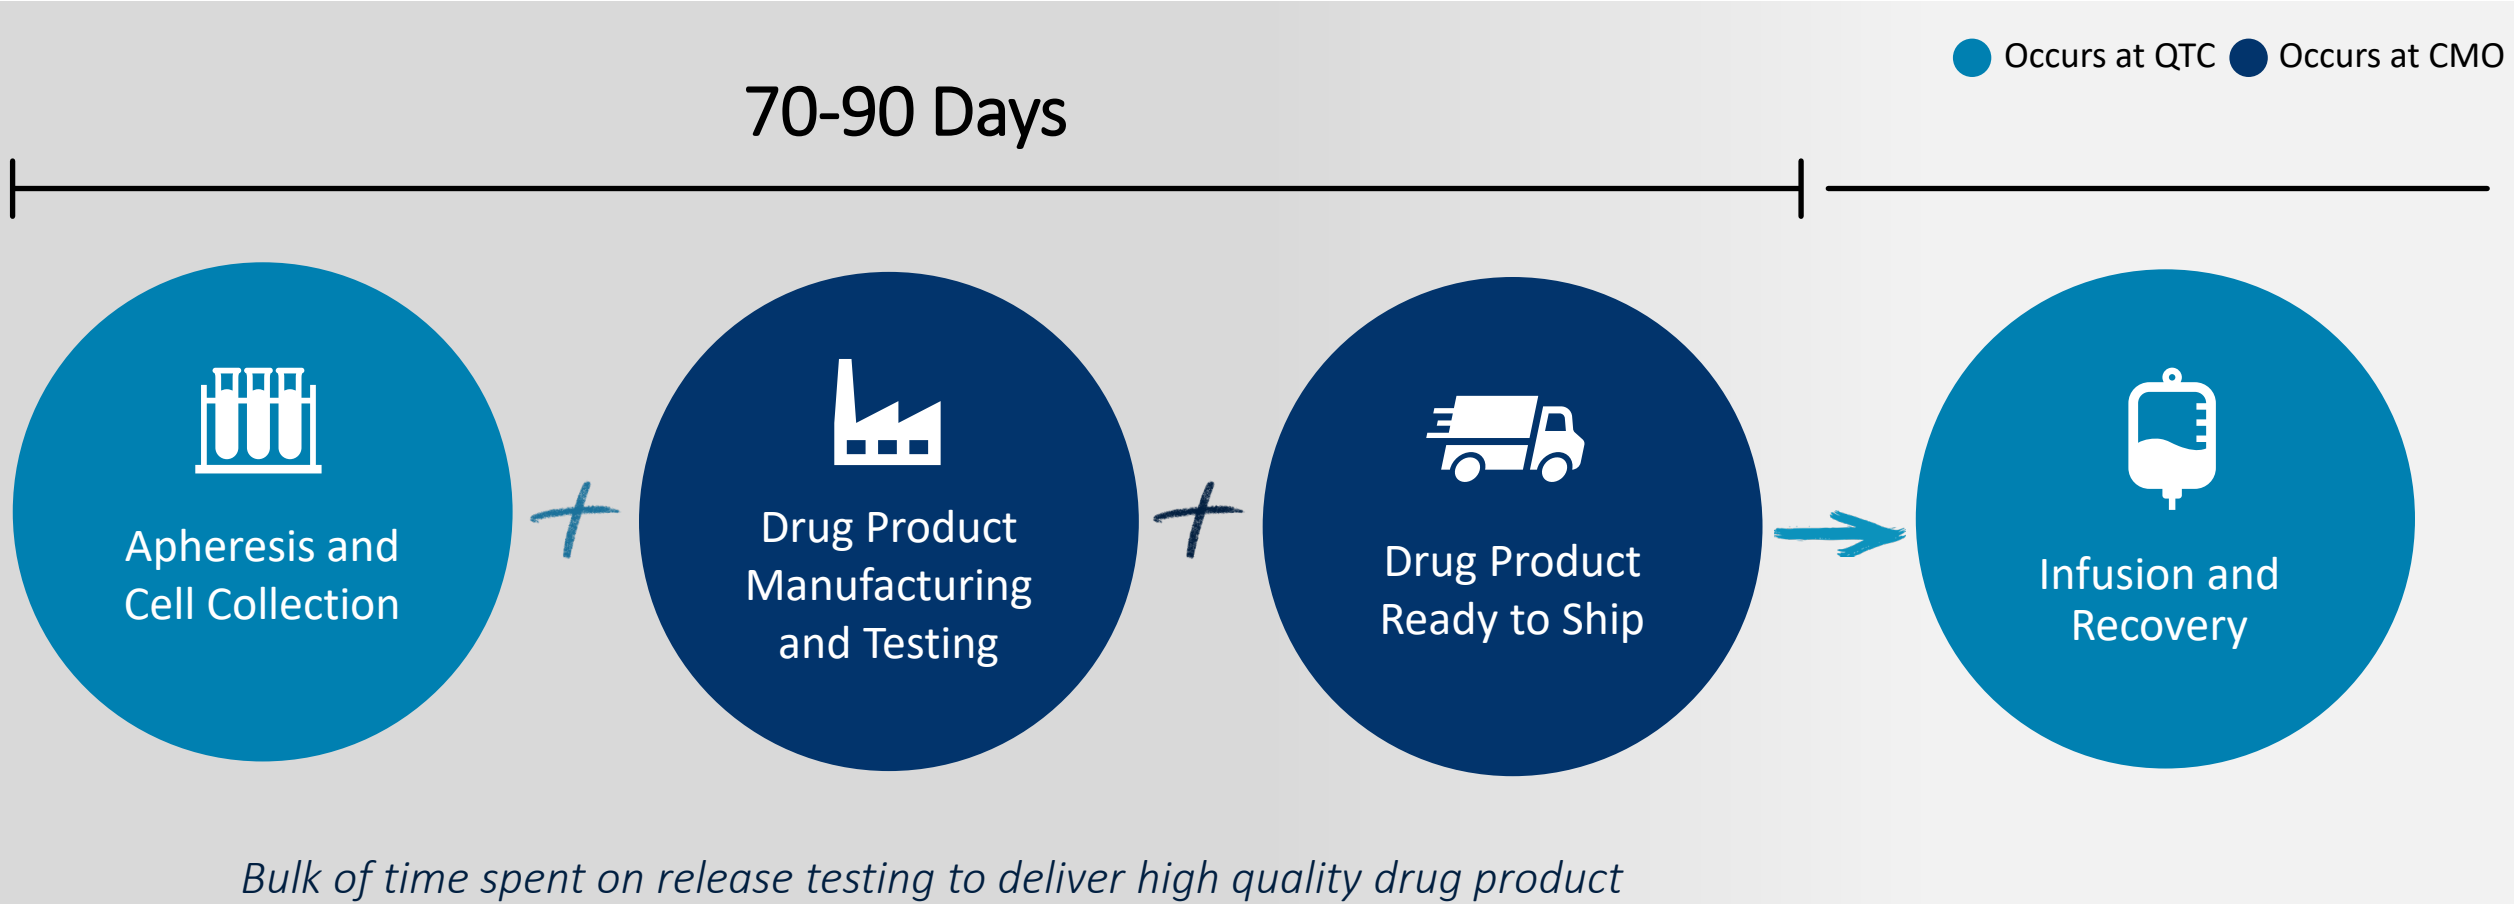 Occurs at QTC
Occurs at CMO
70-90 Days
Apheresis and
Cell Collection
Drug Product
Manufacturing
and Testing
Drug Product
Ready to Ship
Infusion and
Recovery
Bulk of time spent on release testing to deliver high quality drug product